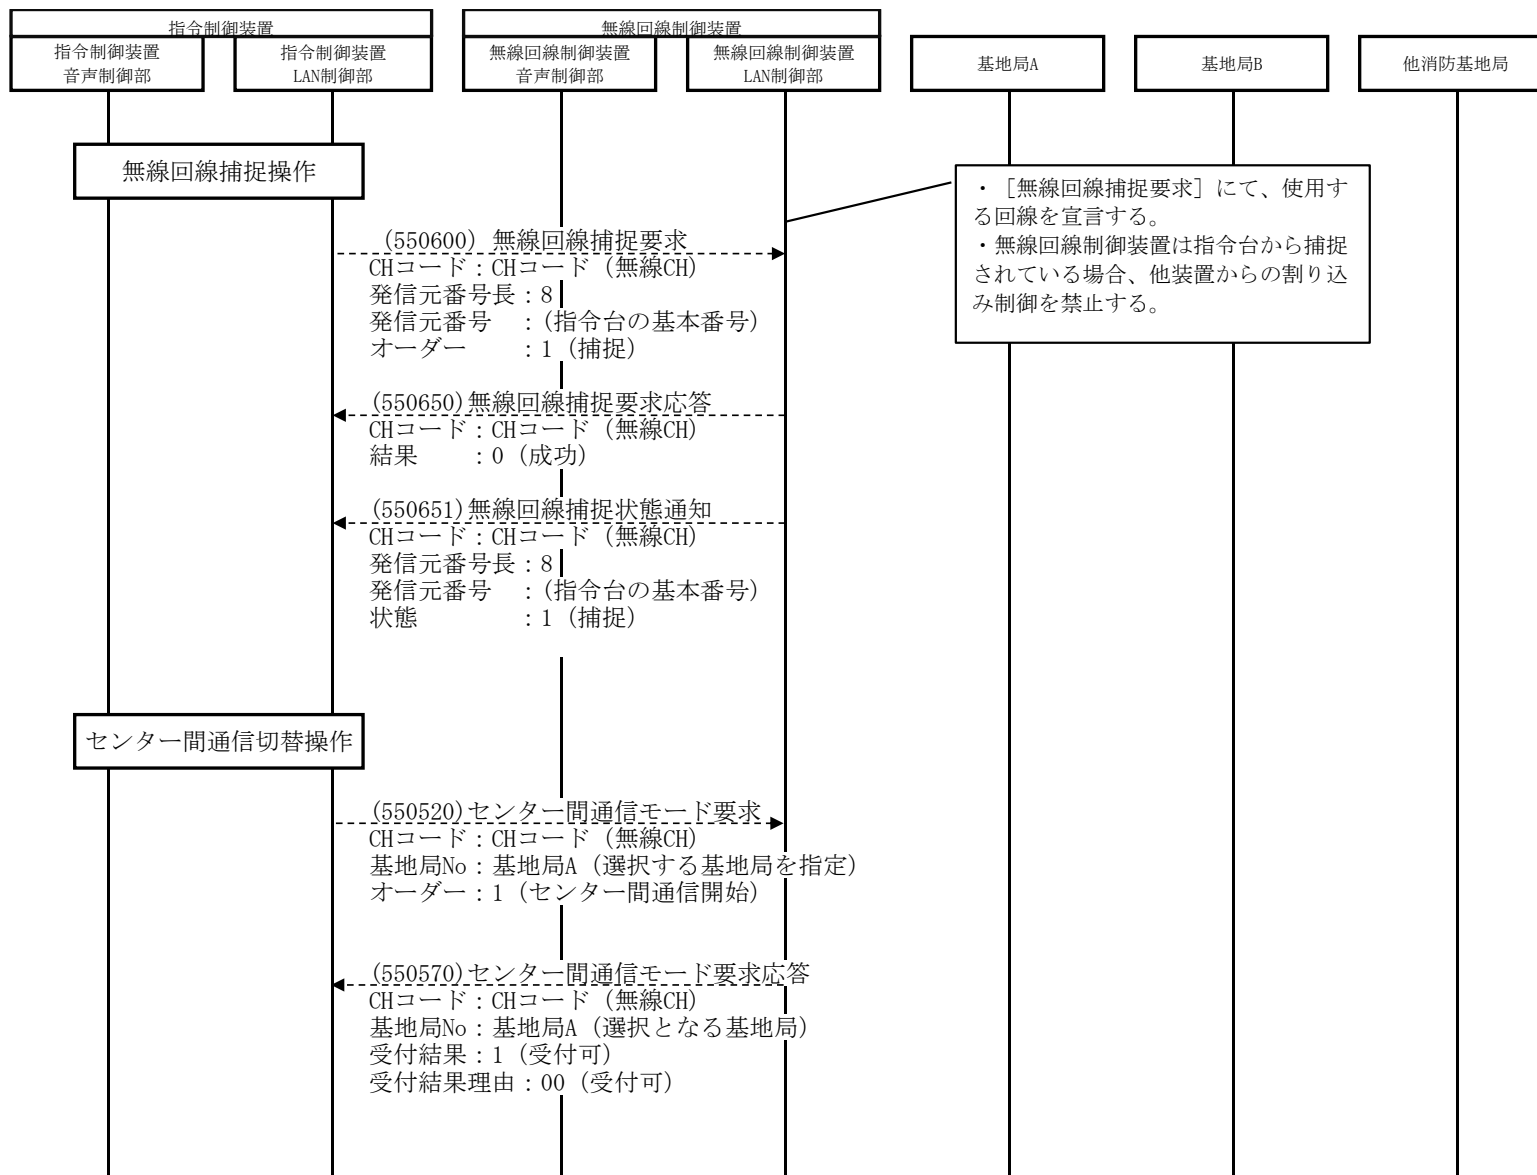 指令制御装置
無線回線制御装置
指令制御装置
音声制御部
指令制御装置
LAN制御部
無線回線制御装置
音声制御部
無線回線制御装置
LAN制御部
基地局A
基地局B
他消防基地局
無線回線捕捉操作
・［無線回線捕捉要求］にて、使用す
る回線を宣言する。
・無線回線制御装置は指令台から捕捉
されている場合、他装置からの割り込
み制御を禁止する。
(550600) 無線回線捕捉要求
CHコード：CHコード（無線CH）
発信元番号長：8
発信元番号　：(指令台の基本番号)
オーダー　　：1（捕捉）
(550650)無線回線捕捉要求応答
CHコード：CHコード（無線CH）
結果　　：0（成功）
(550651)無線回線捕捉状態通知
CHコード：CHコード（無線CH）
発信元番号長：8
発信元番号　：(指令台の基本番号)
状態　　　　：1（捕捉）
センター間通信切替操作
(550520)センター間通信モード要求
CHコード：CHコード（無線CH）
基地局No：基地局A（選択する基地局を指定）
オーダー：1（センター間通信開始）
(550570)センター間通信モード要求応答
CHコード：CHコード（無線CH）
基地局No：基地局A（選択となる基地局）
受付結果：1（受付可）
受付結果理由：00（受付可）